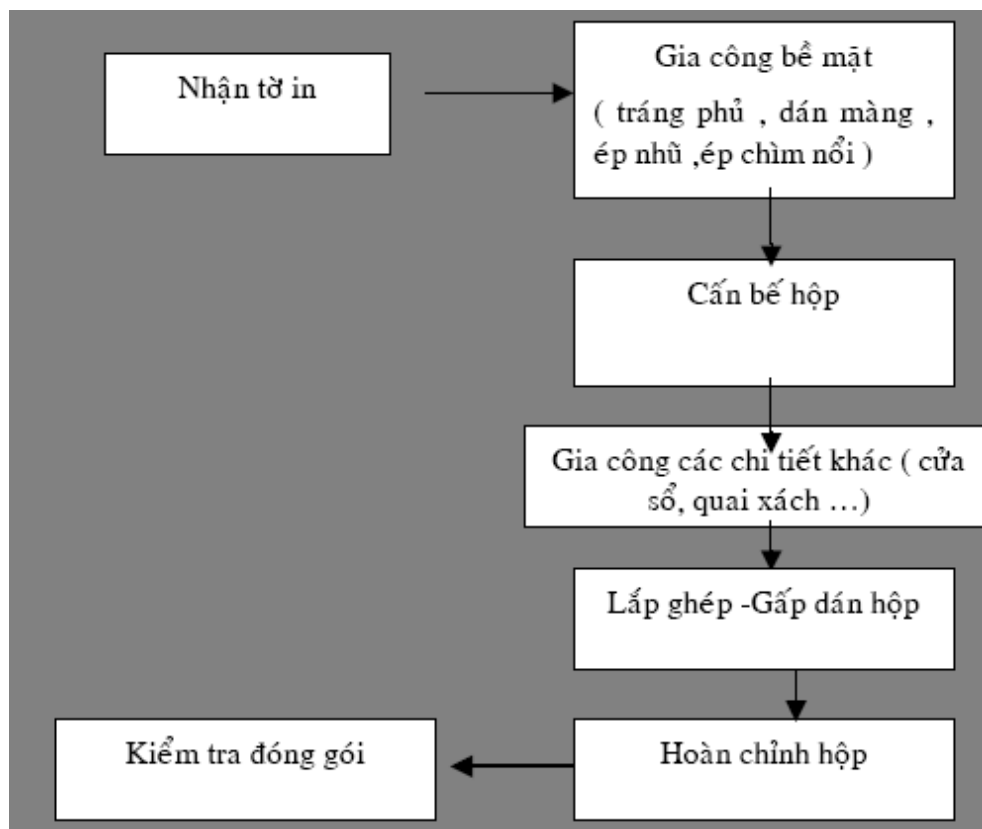 Nhận tờ in
Gia công bề mặt
( tráng phủ , dán màng ,
ép nhũ ,ép chìm nổi )
Cấn bế hộp
Gia công các chi tiết khác ( cửa
sổ, quai xách ...)
Lắp ghép -Gấp dán hộp
Hoàn chỉnh hộp
Kiểm tra đóng gói